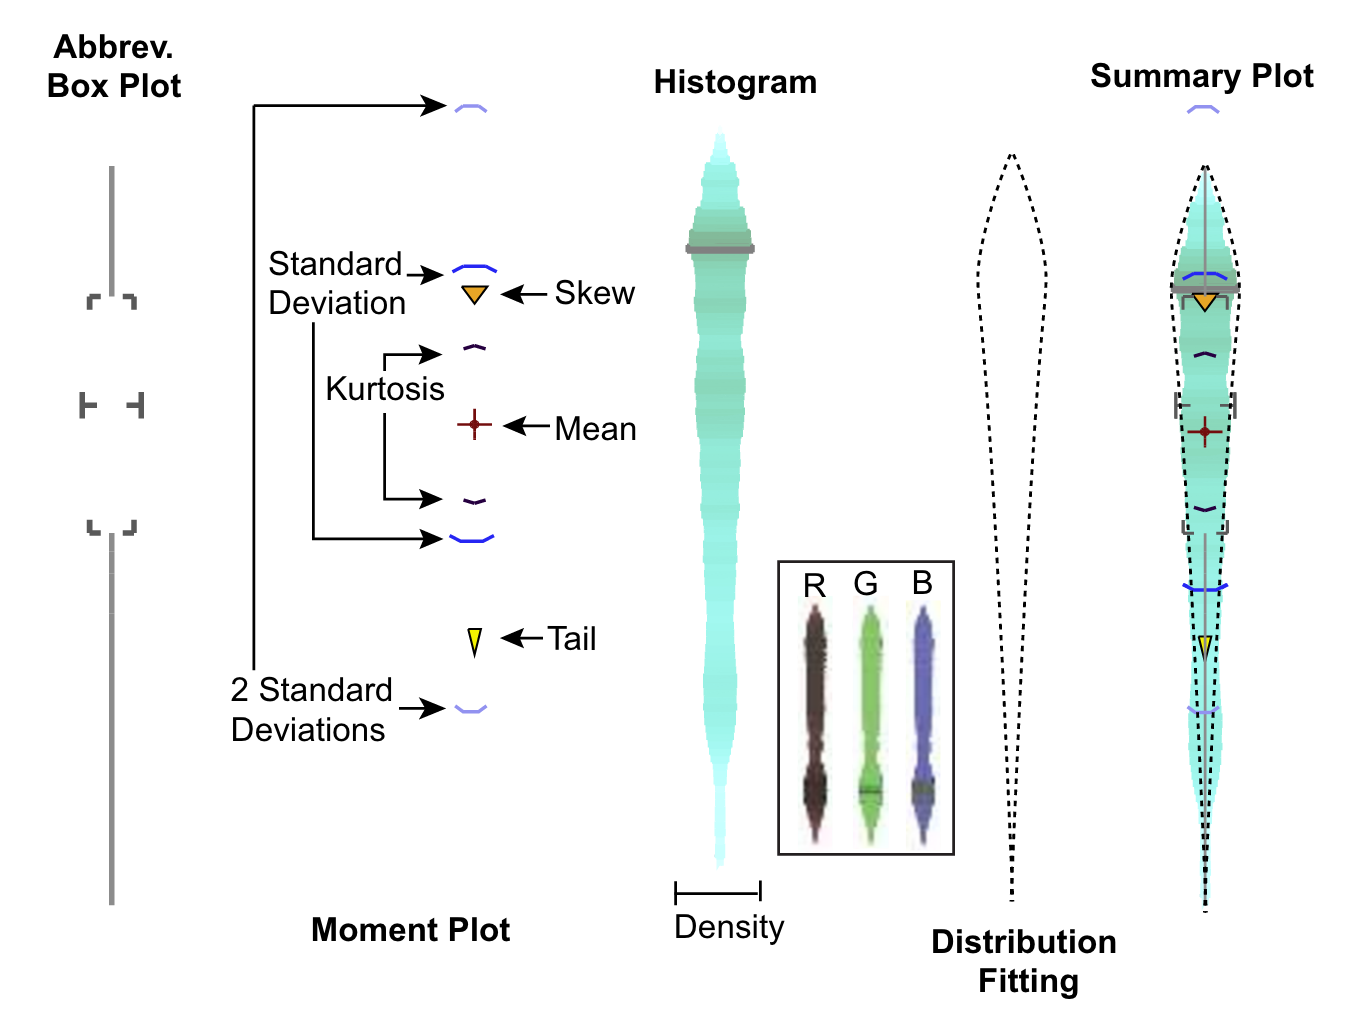 Abbrev.
Box Plot
Histogram
Summary Plot
Standard
Deviation
Skew
Kurtosis
Mean
Tail
2 Standard
Deviations
R G B
Density
Moment Plot
Distribution
Fitting